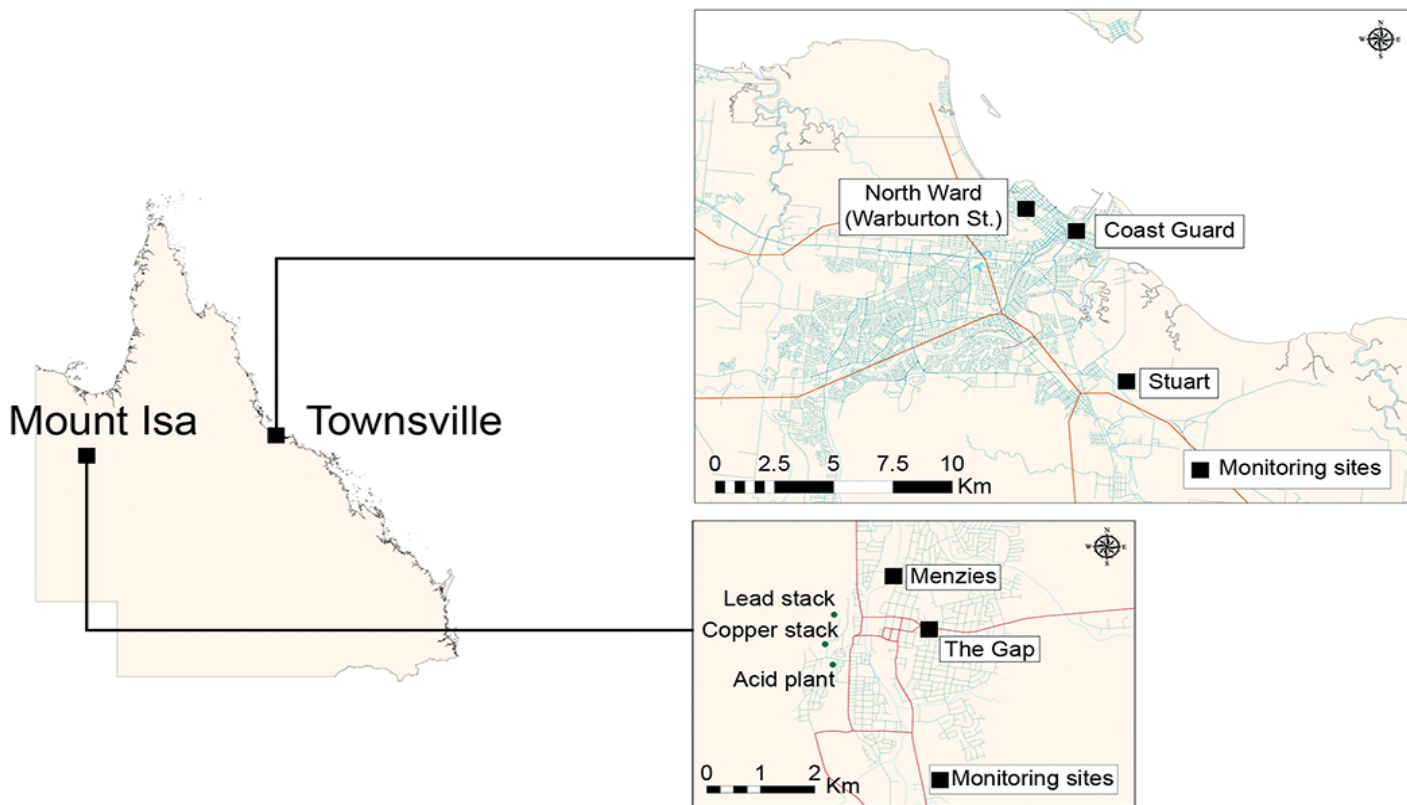 Mount Isa
Townsville
N
W E
S
North Ward
(Warburton St.)
Coast Guard
Stuart
0 2.5 5 7.5 10
Km
Monitoring sites
N
W E
S
Menzies
Lead stack
Copper stack
The Gap
Acid plant
0 1 2
Km
Monitoring sites